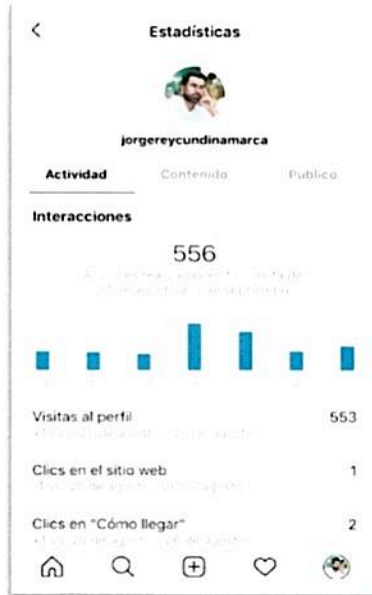 Estadísticas
jorgereycundinamarca
Actividad Contenido Publico
Interacciones
556
Visitas al perfil 553
Clics en el sitio web 1
Clics en "Cómo llegar" 2